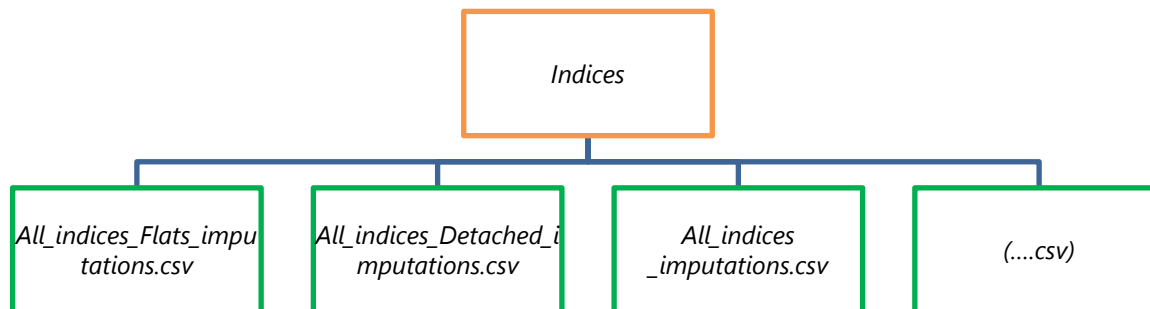 Indices
All_indices_Flats_impu
tations.csv
All_indices_Detached_i
mputations.csv
All_indices
_imputations.csv
(....csv)